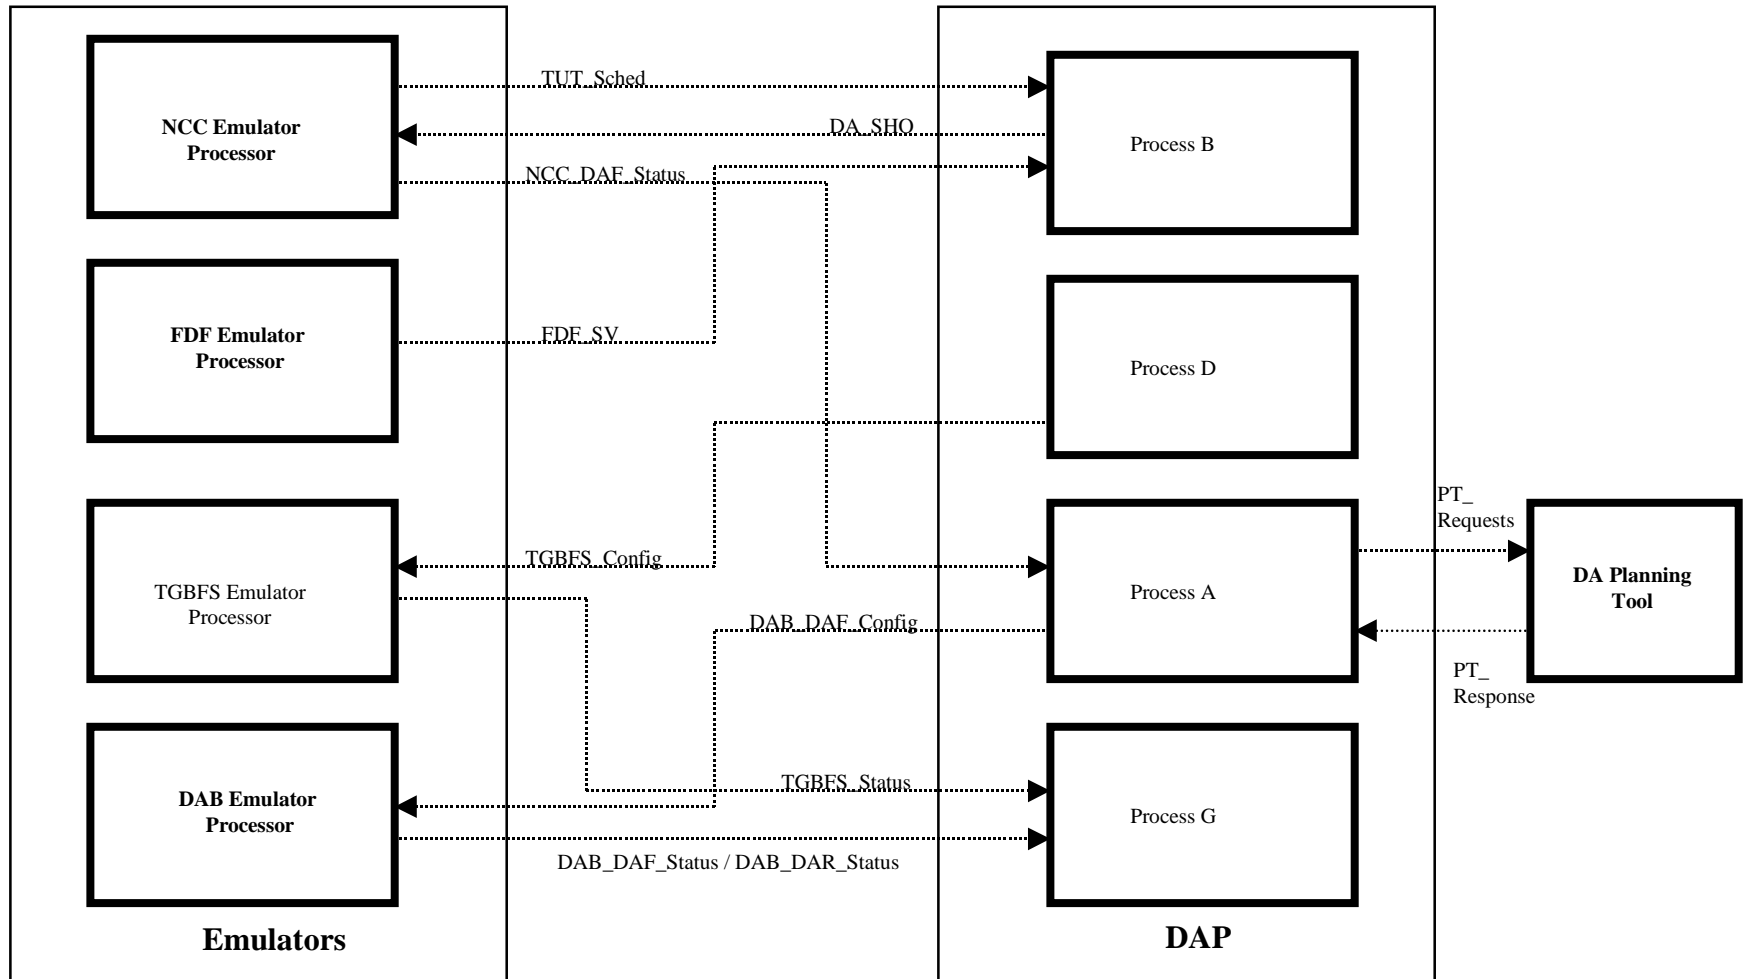 TUT_Sched
NCC Emulator
Processor
DA_SHO
Process B
NCC_DAF_Status
FDF Emulator
Processor
FDF_SV
Process D
PT_
Requests
TGBFS Emulator
Processor
TGBFS_Config
Process A
DA Planning
Tool
DAB_DAF_Config
PT_
Response
DAB Emulator
Processor
TGBFS_Status
Process G
DAB_DAF_Status / DAB_DAR_Status
Emulators
DAP